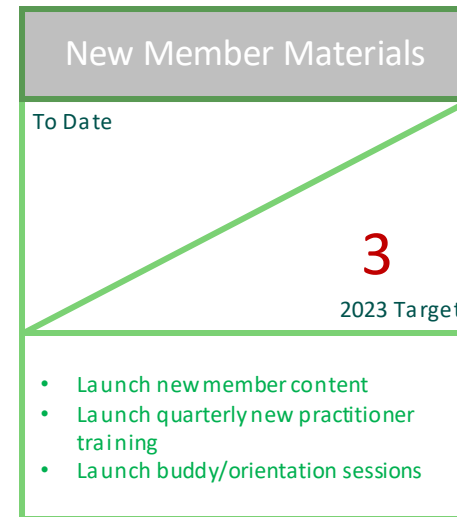 New Member Materials
To Date
3
2023 Target
• Launch new member content
• Launch quarterly new practitioner
training
• Launch buddy/orientation sessions